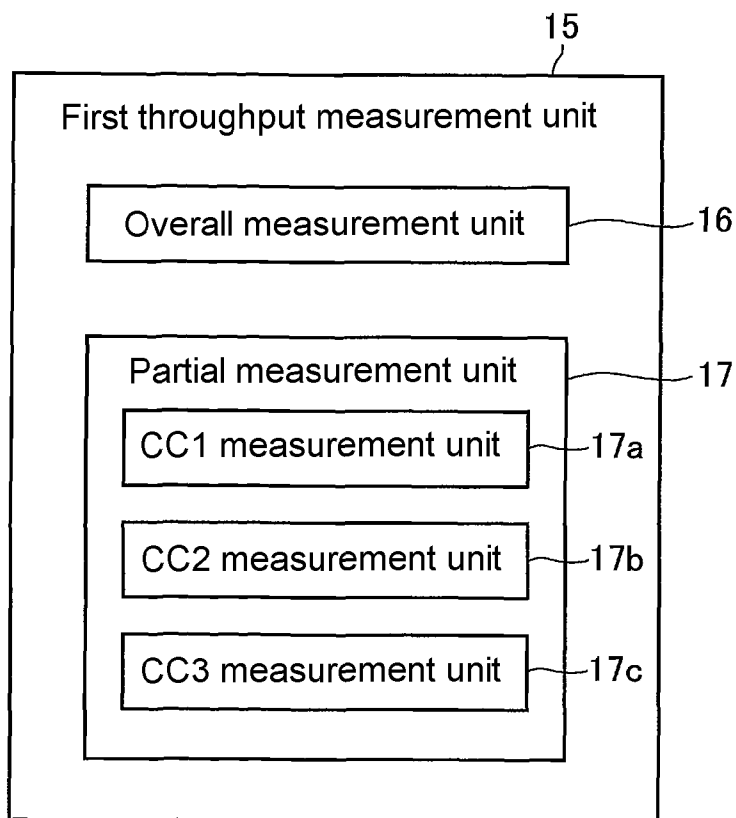 15
First throughput measurement unit
Overall measurement unit
16
Partial measurement unit
17
CC1 measurement unit
17a
CC2 measurement unit
17b
CC3 measurement unit
17c